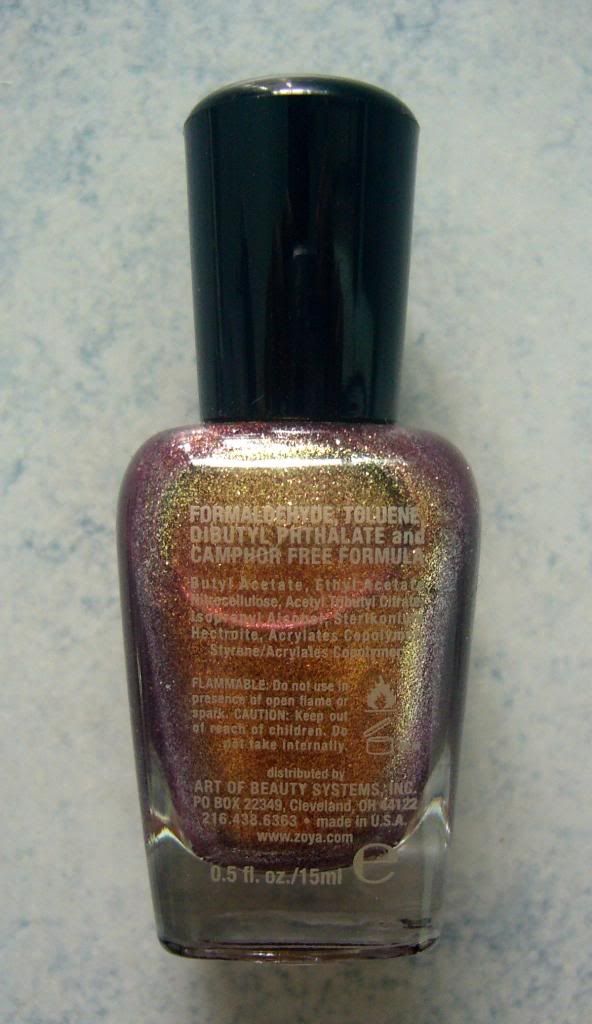 FORMALDEHYDE, TOLUENE,
DIBUTYL PHTHALATE and
CAMPHOR FREE FORMULA
Butyl Acetate, Ethyl Acetate,
Nitrocellulose, Acetyl Tributyl Citrate,
Isopropyl Alcohol,
Hectorite, Acrylates Copolymer
Styrene/Acrylates Copolymer
FLAMMABLE: Do not use in
presence of open flame or
spark. CAUTION: Keep out
of reach of children. Do
not take internally.
distributed by
ART OF BEAUTY SYSTEMS, INC.
PO BOX 22349, Cleveland, OH 44122
216.438.6363 • made in U.S.A.
www.zoya.com
0.5 fl. oz./15ml e